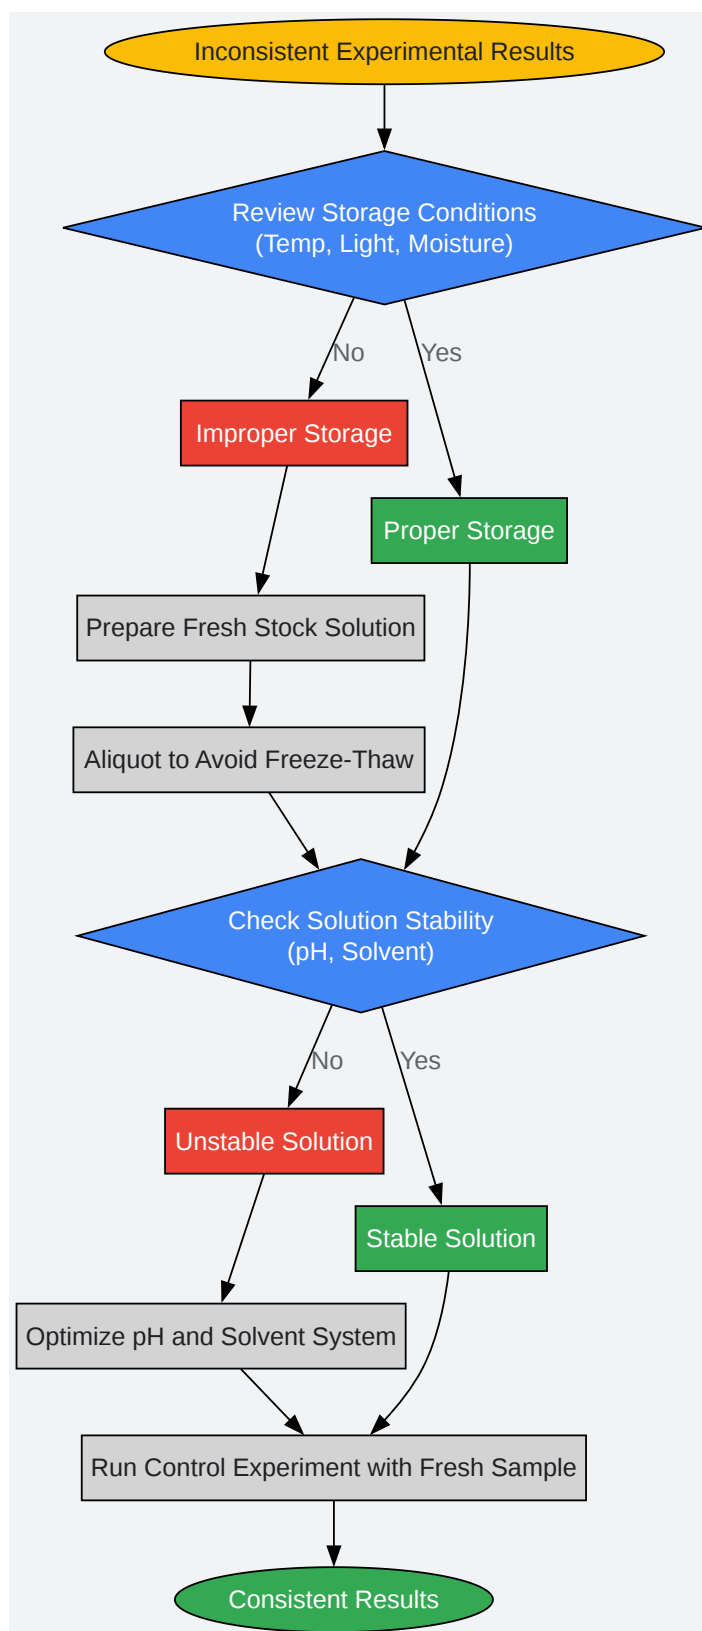 Inconsistent Experimental Results
Review Storage Conditions
(Temp, Light, Moisture)
No
Yes
Improper Storage
Proper Storage
Prepare Fresh Stock Solution
Aliquot to Avoid Freeze-Thaw
Check Solution Stability
(pH, Solvent)
No
Yes
Unstable Solution
Stable Solution
Optimize pH and Solvent System
Run Control Experiment with Fresh Sample
Consistent Results